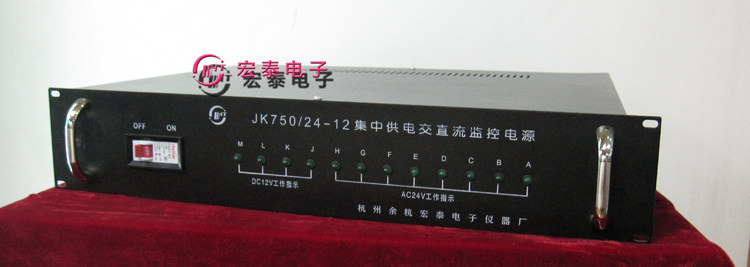 宏泰电子
宏泰电子
JK750/24-12集中供电交直流监控电源
OFF ON
M L K J H G F E D C B A
DC12V工作指示 AC24V工作指示
杭州余杭宏泰电子仪器厂